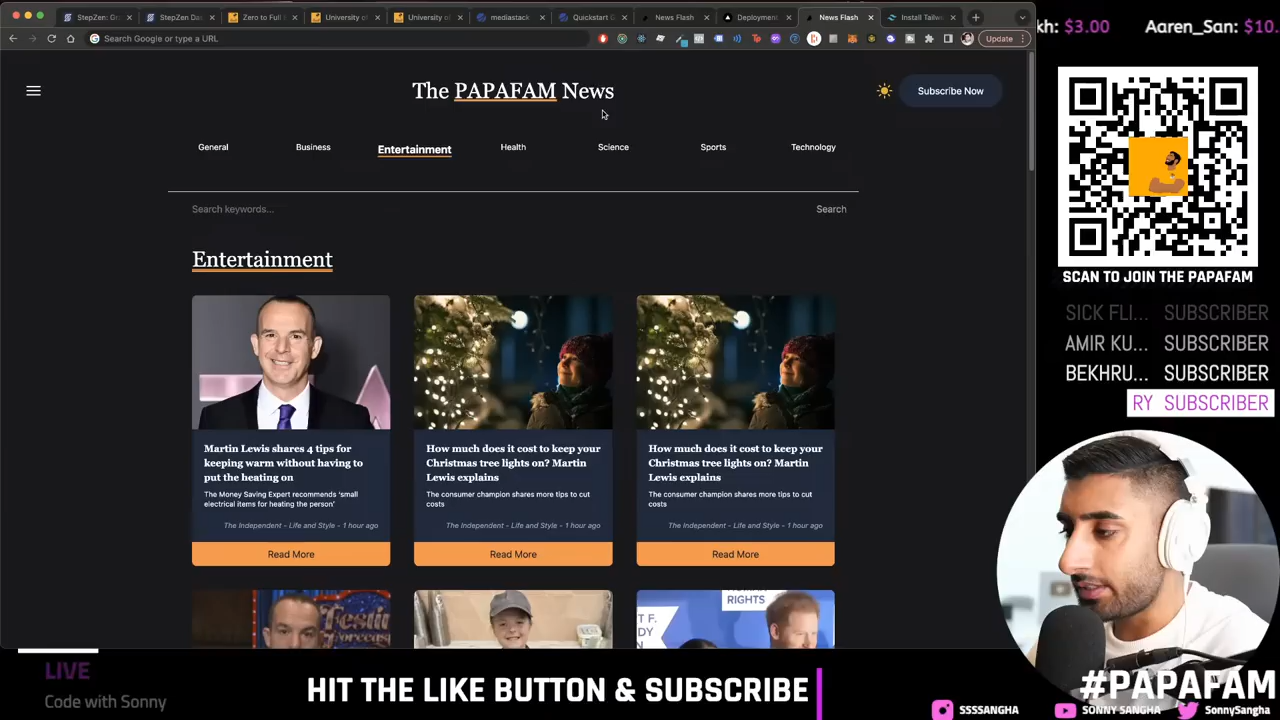 StepZen: Gr
StepZen Das
Zero to Full
University of
University of
mediastack
Quickstart G
News Flash
Deployment
News Flash
Install Tailw
Search Google or type a URL
Update
kh: $3.00
Aaren_San: $10.
The PAPAFAM News
Subscribe Now
General
Business
Entertainment
Health
Science
Sports
Technology
Search keywords...
Search
Entertainment
Martin Lewis shares 4 tips for
keeping warm without having to
put the heating on
The Money Saving Expert recommends 'small
electrical items for heating the person'
The Independent - Life and Style - 1 hour ago
Read More
How much does it cost to keep your
Christmas tree lights on? Martin
Lewis explains
The consumer champion shares more tips to cut
costs
The Independent - Life and Style - 1 hour ago
Read More
How much does it cost to keep your
Christmas tree lights on? Martin
Lewis explains
The consumer champion shares more tips to cut
costs
The Independent - Life and Style - 1 hour ago
Read More
RIGHTS
SCAN TO JOIN THE PAPAFAM
SICK FLI... SUBSCRIBER
AMIR KU... SUBSCRIBER
BEKHRU... SUBSCRIBER
RY SUBSCRIBER
LIVE
Code with Sonny
HIT THE LIKE BUTTON & SUBSCRIBE
#PAPAFAM
SSSSANGHA
SONNY SANGHA
SonnySangha